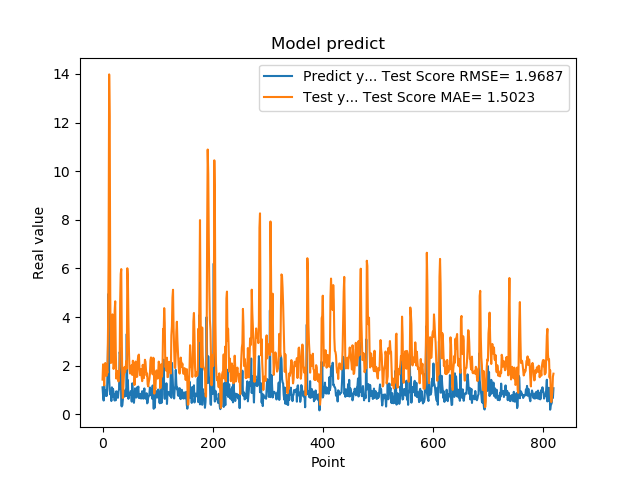 Model predict
Predict y... Test Score RMSE= 1.9687
Test y... Test Score MAE= 1.5023
14
12
10
8
6
4
2
0
Real value
0 200 400 600 800
Point